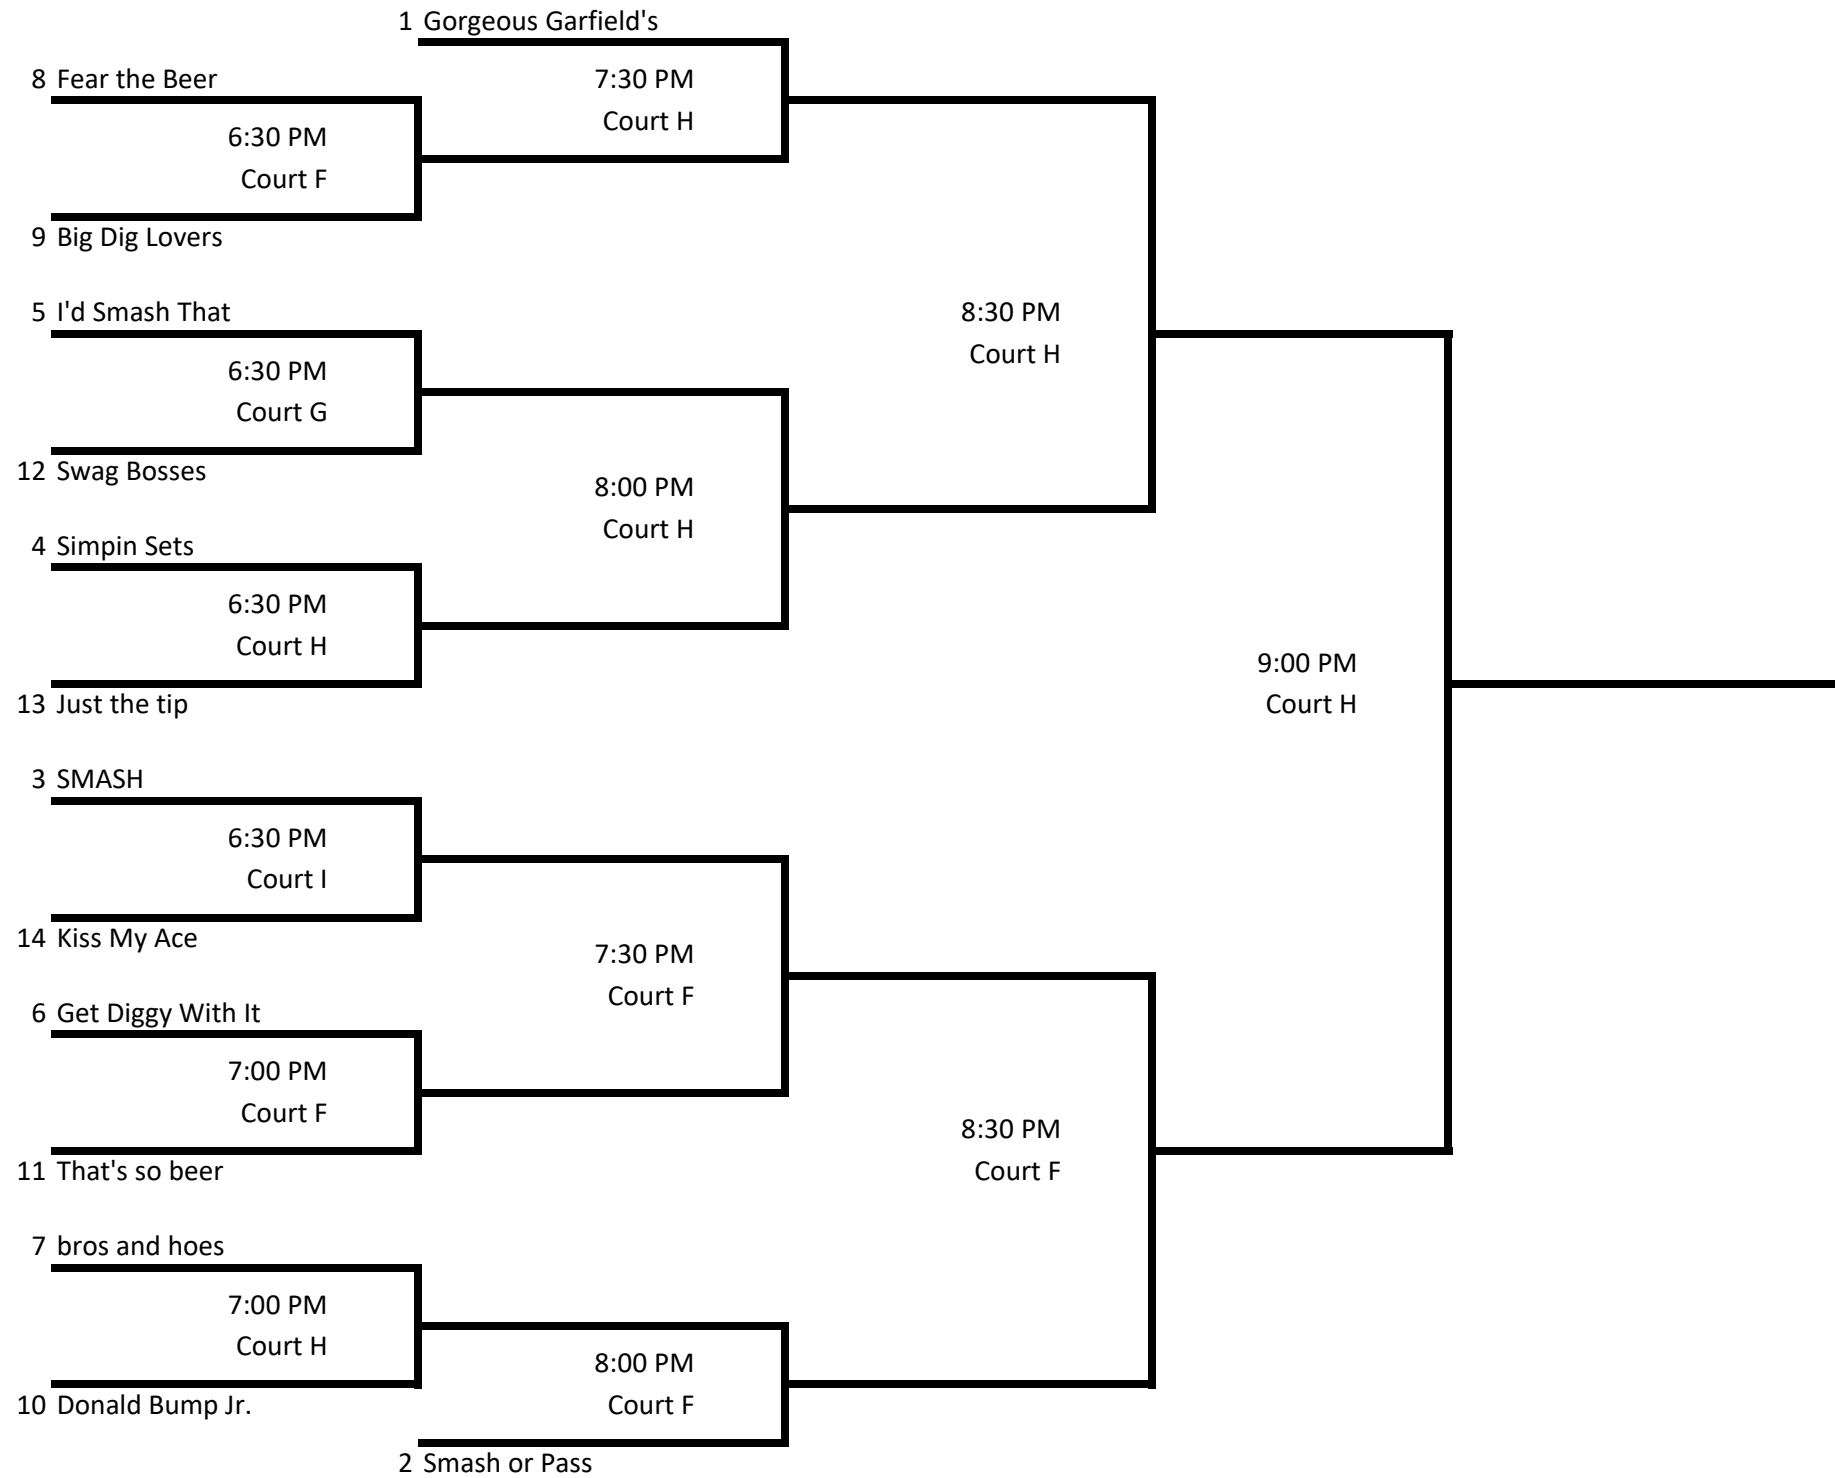 1 Gorgeous Garfield's
8 Fear the Beer
7:30 PM
Court H
6:30 PM
Court F
9 Big Dig Lovers
5 I'd Smash That
8:30 PM
Court H
6:30 PM
Court G
12 Swag Bosses
8:00 PM
Court H
4 Simpin Sets
6:30 PM
Court H
13 Just the tip
9:00 PM
Court H
3 SMASH
6:30 PM
Court I
14 Kiss My Ace
7:30 PM
Court F
6 Get Diggy With It
7:00 PM
Court F
11 That's so beer
8:30 PM
Court F
7 bros and hoes
7:00 PM
Court H
10 Donald Bump Jr.
8:00 PM
Court F
2 Smash or Pass